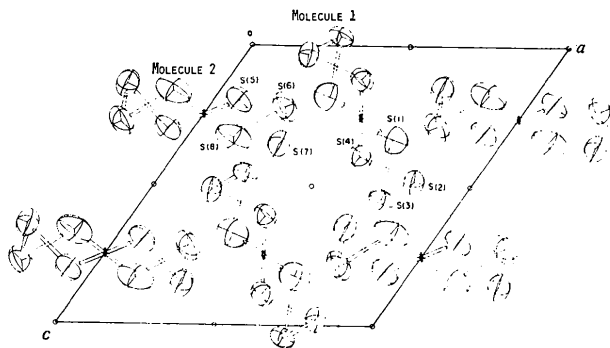 MOLECULE 1
o
a
MOLECULE 2
S(5)
S(6)
S(1)
S(8)
S(7)
S(4)
S(2)
S(3)
c